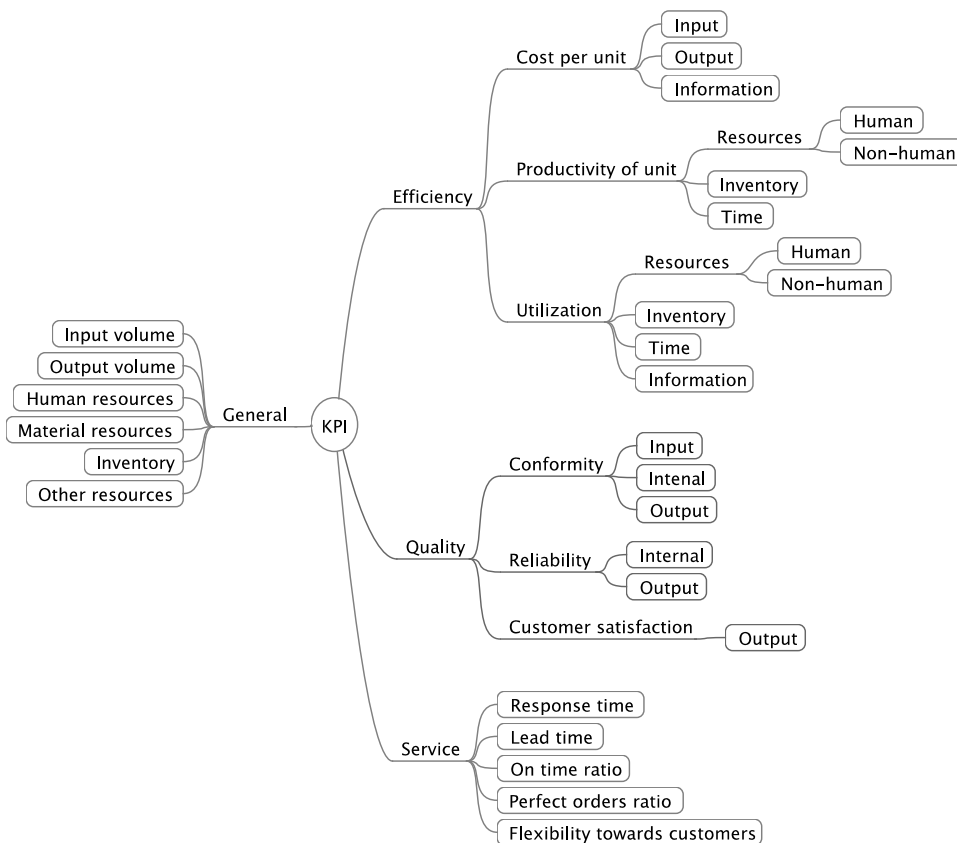 Input
Cost per unit
Output
Information
Human
Resources
Non-human
Productivity of unit
Inventory
Efficiency
Time
Human
Resources
Non-human
Utilization
Inventory
Time
Information
Input volume
Output volume
Human resources
General
Material resources
Inventory
Other resources
KPI
Input
Conformity
Intenal
Output
Quality
Internal
Reliability
Output
Customer satisfaction
Output
Response time
Lead time
Service
On time ratio
Perfect orders ratio
Flexibility towards customers